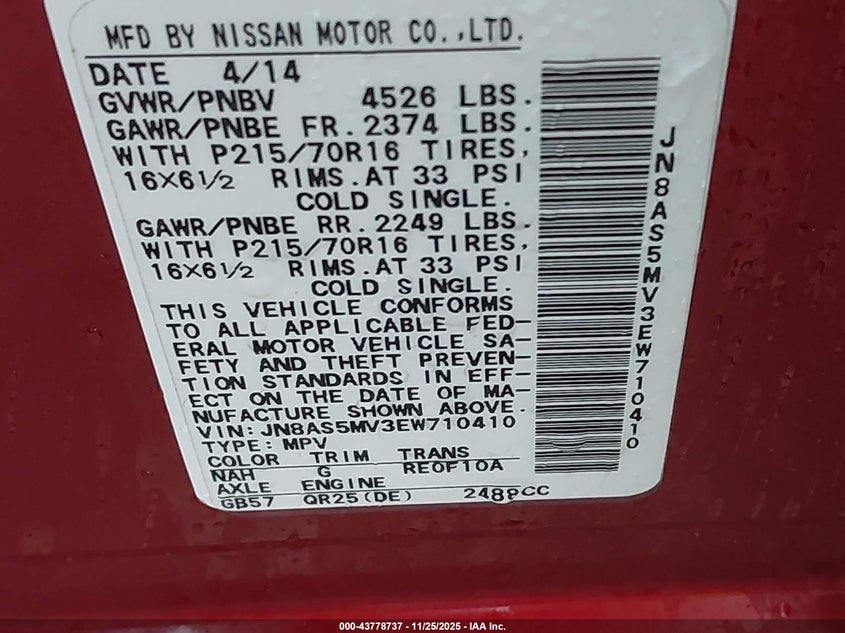 MFD BY NISSAN MOTOR CO.,LTD.
DATE 4/14
GVWR/PNBV 4526 LBS.
GAWR/PNBE FR. 2374 LBS.
WITH P215/70R16 TIRES,
16X6½ RIMS. AT 33 PSI
COLD SINGLE.
GAWR/PNBE RR. 2249 LBS.
WITH P215/70R16 TIRES,
16X6½ RIMS. AT 33 PSI
COLD SINGLE.
THIS VEHICLE CONFORMS
TO ALL APPLICABLE FED-
ERAL MOTOR VEHICLE SA-
FETY AND THEFT PREVEN-
TION STANDARDS IN EFF-
ECT ON THE DATE OF MA-
NUFACTURE SHOWN ABOVE.
VIN: JN8AS5MV3EW710410
TYPE: MPV
COLOR TRIM TRANS
NAH G RE0F10A
AXLE ENGINE
GB57 QR25(DE) 2488CC
JN8AS5MV3EW710410
000-43778737 - 11/25/2025 - IAA Inc.